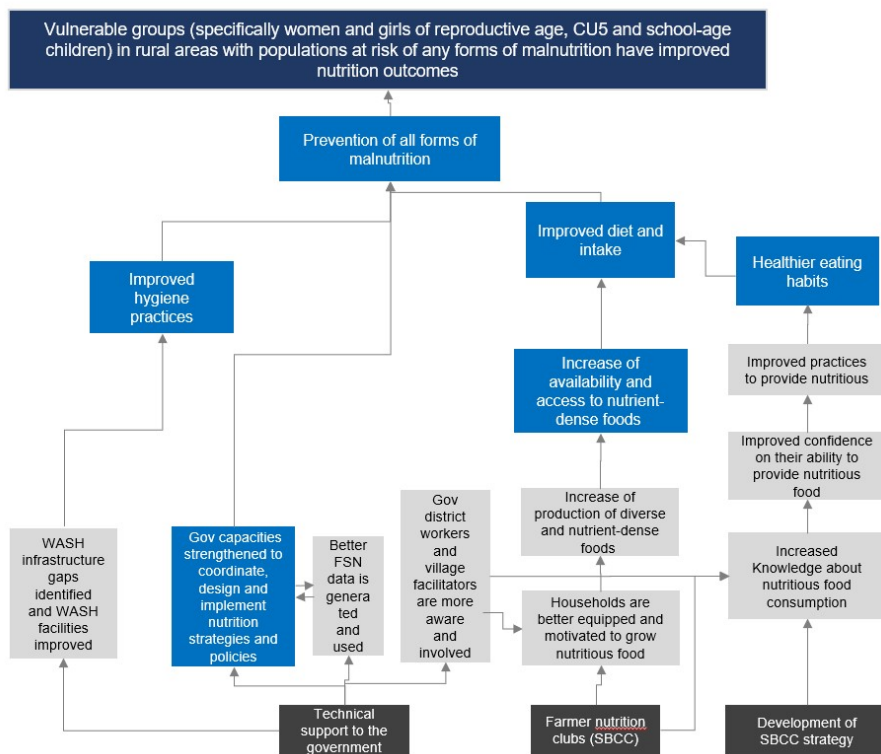 Vulnerable groups (specifically women and girls of reproductive age, CU5 and school-age
children) in rural areas with populations at risk of any forms of malnutrition have improved
nutrition outcomes
Prevention of all forms of
malnutrition
Improved diet and
intake
Healthier eating
habits
Improved
hygiene
practices
Increase of
availability and
access to nutrient-
dense foods
Improved practices
to provide nutritious
Improved confidence
on their ability to
provide nutritious
food
WASH
infrastructure
gaps
identified
and WASH
facilities
improved
Gov capacities
strengthened to
coordinate,
design and
implement
nutrition
strategies and
policies
Better
FSN
data is
genera
ted
and
used
Gov
district
workers
and
village
facilitators
are more
aware
and
involved
Increase of
production of diverse
and nutrient-dense
foods
Households are
better equipped and
motivated to grow
nutritious food
Increased
Knowledge about
nutritious food
consumption
Technical
support to the
government
Farmer nutrition
clubs (SBCC)
Development of
SBCC strategy